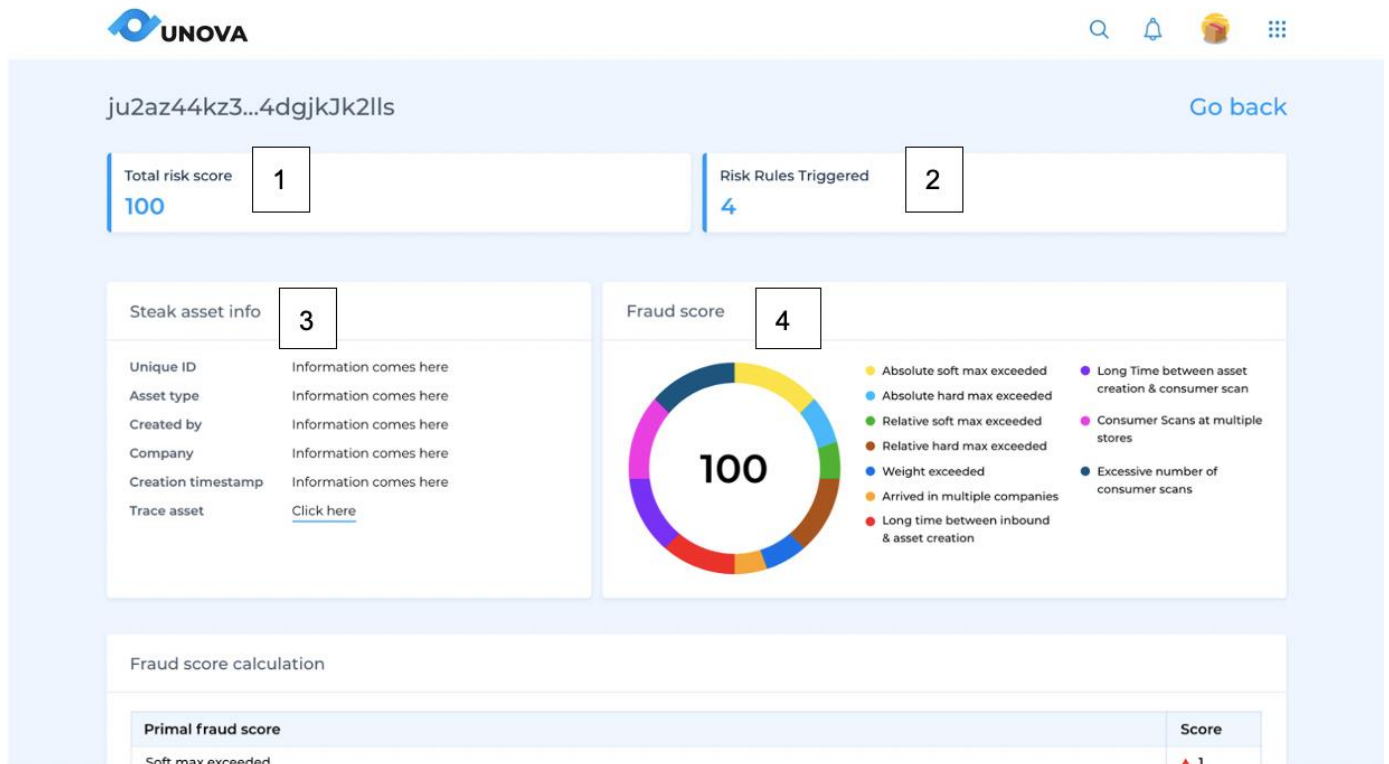 UNOVA
ju2az44kz3...4dgjkJk2lls
Go back
Total risk score
100
1
Risk Rules Triggered
4
2
Steak asset info
3
Unique ID Information comes here
Asset type Information comes here
Created by Information comes here
Company Information comes here
Creation timestamp Information comes here
Trace asset Click here
Fraud score
4
100
Absolute soft max exceeded
Absolute hard max exceeded
Relative soft max exceeded
Relative hard max exceeded
Weight exceeded
Arrived in multiple companies
Long time between inbound
& asset creation
Long Time between asset
creation & consumer scan
Consumer Scans at multiple
stores
Excessive number of
consumer scans
Fraud score calculation
Primal fraud score Score
Soft max exceeded 1